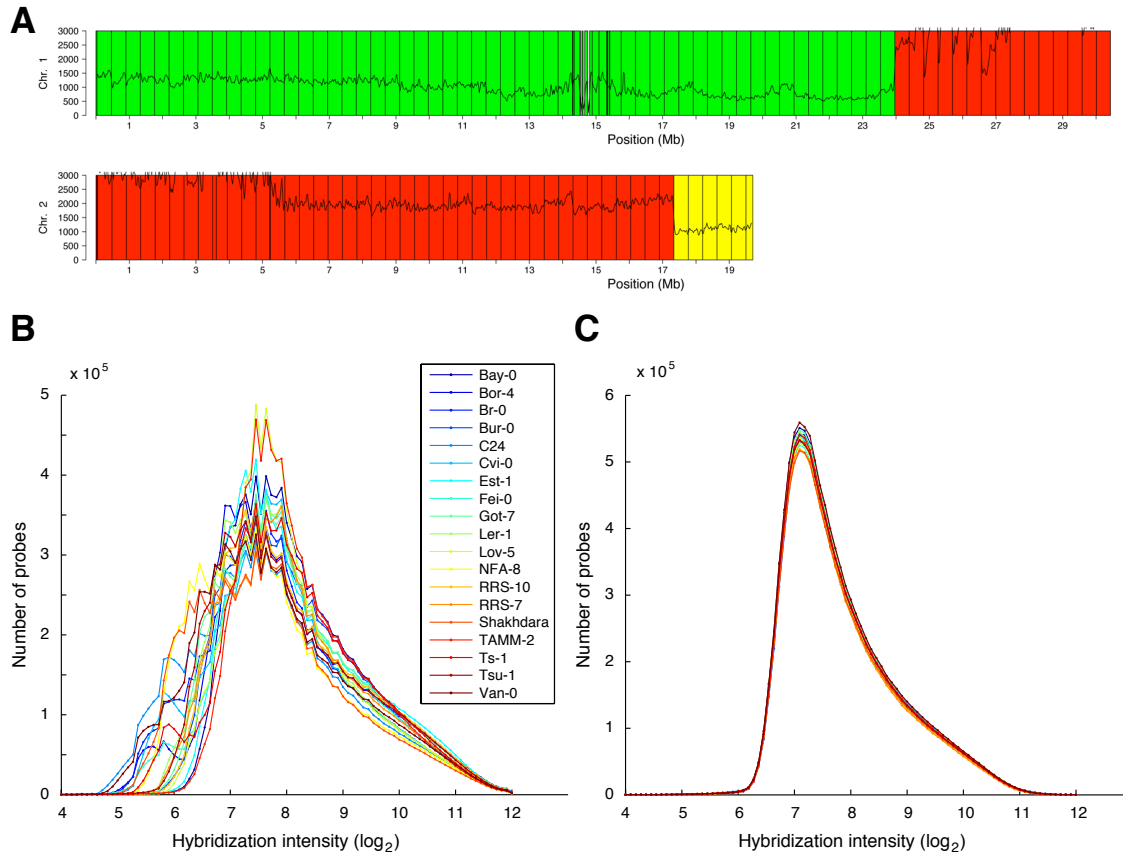 A
Chr. 1
3000
2500
2000
1500
1000
500
0
1 3 5 7 9 11 13 15 17 19 21 23 25 27 29
Position (Mb)
Chr. 2
3000
2500
2000
1500
1000
500
0
1 3 5 7 9 11 13 15 17 19
Position (Mb)
B
x 10^5
Number of probes
5
4
3
2
1
0
4 5 6 7 8 9 10 11 12
Hybridization intensity (log2)
Bay-0
Bor-4
Br-0
Bur-0
C24
Cvi-0
Est-1
Fei-0
Got-7
Ler-1
Lov-5
NFA-8
RRS-10
RRS-7
Shakhdara
TAMM-2
Ts-1
Tsu-1
Van-0
C
x 10^5
Number of probes
6
5
4
3
2
1
0
4 5 6 7 8 9 10 11 12
Hybridization intensity (log2)